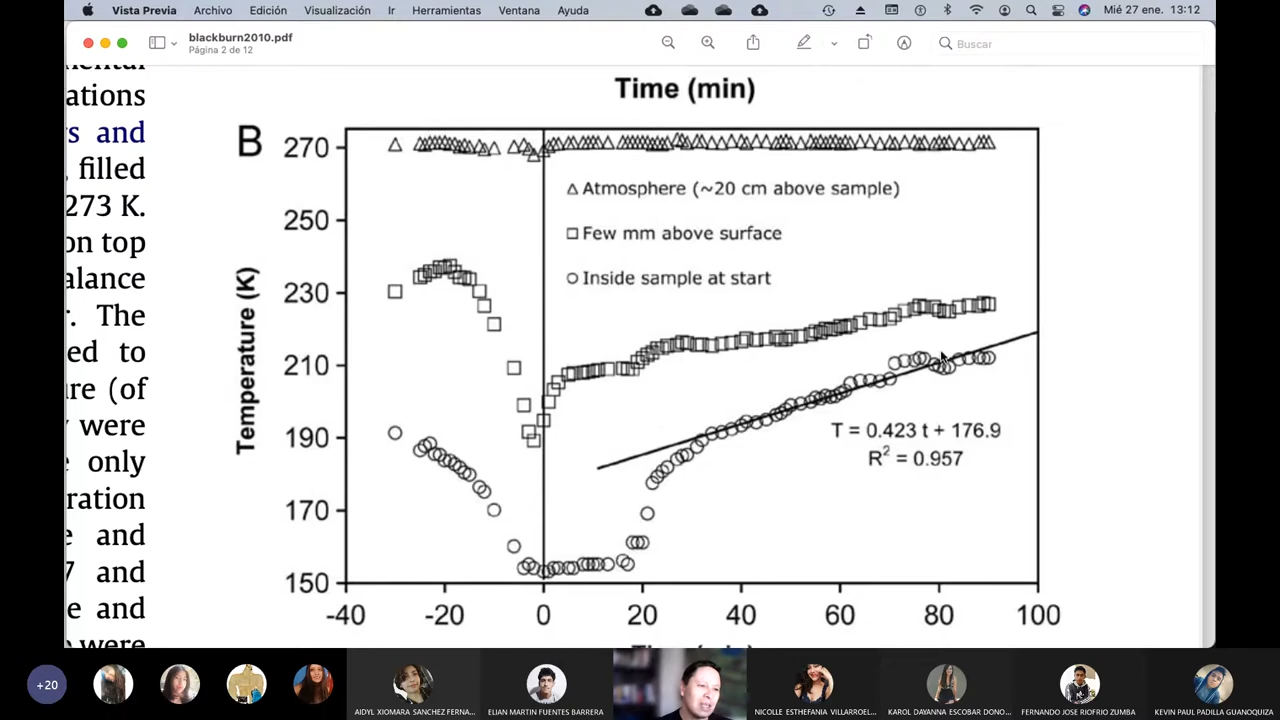 Vista Previa Archivo Edición Visualización Ir Herramientas Ventana Ayuda Mié 27 ene. 13:12
blackburn2010.pdf
Página 2 de 12
Buscar
ations
s and
filled
273 K.
on top
alance
r. The
ed to
re (of
were
only
ration
e and
7 and
e and
were
Time (min)
B
270
250
230
210
190
170
150
Temperature (K)
Atmosphere (~20 cm above sample)
Few mm above surface
Inside sample at start
T = 0.423 t + 176.9
R² = 0.957
-40 -20 0 20 40 60 80 100
+20
AIDYL XIOMARA SANCHEZ FERNA...
ELIAN MARTIN FUENTES BARRERA
NICOLLE ESTHEFANIA VILLARROEL...
KAROL DAYANNA ESCOBAR DONO...
FERNANDO JOSE RIOFRIO ZUMBA
KEVIN PAUL PADILLA GUANOQUIZA